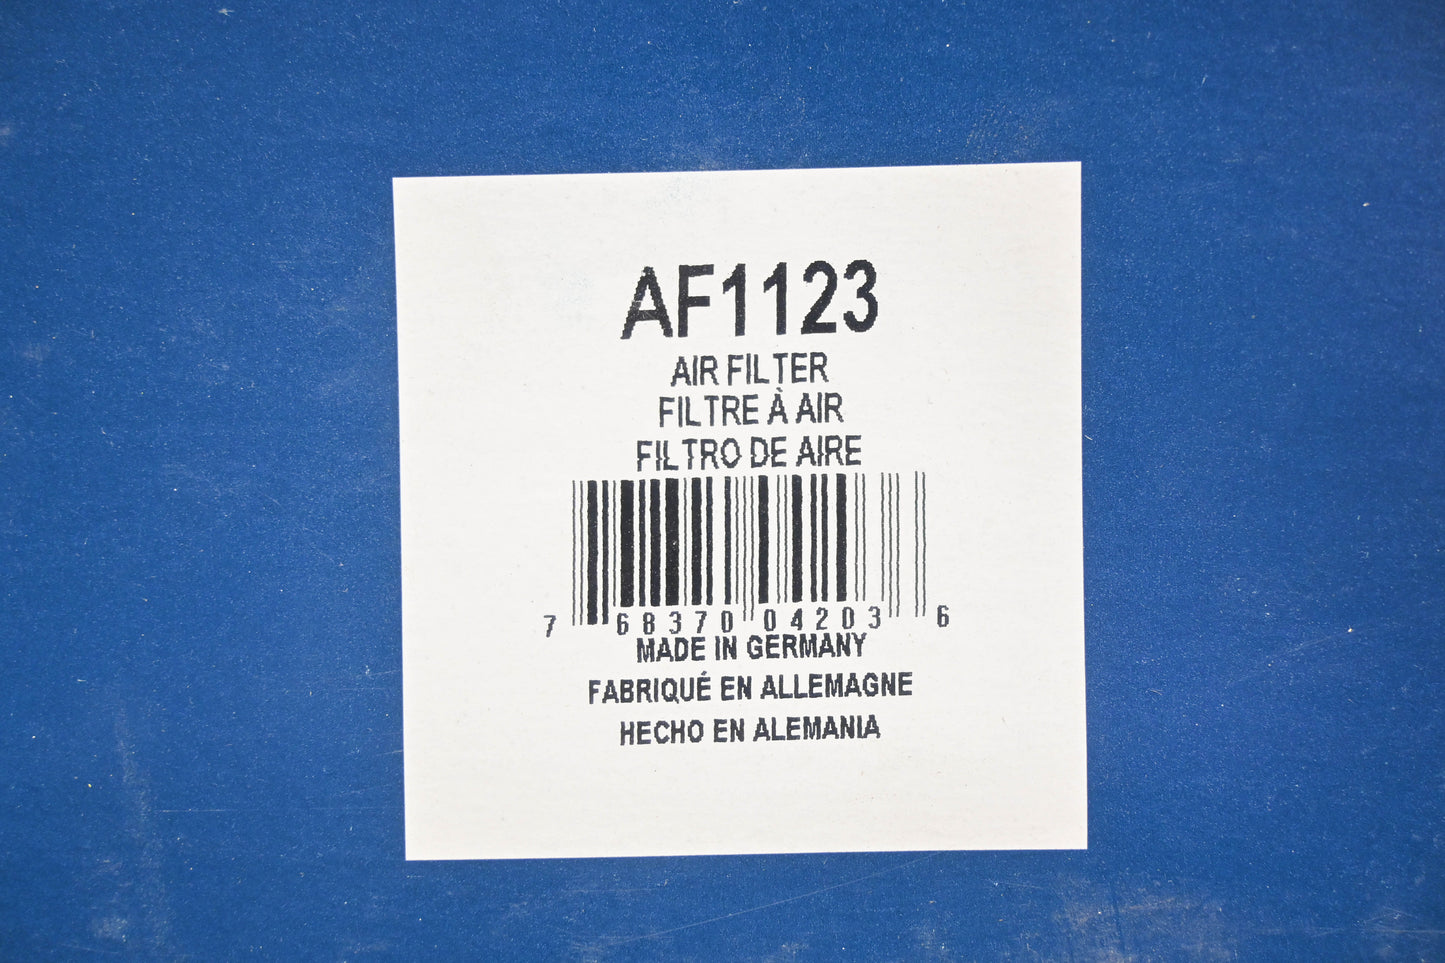 AF1123
AIR FILTER
FILTRE À AIR
FILTRO DE AIRE
7 68370 04203 6
MADE IN GERMANY
FABRIQUÉ EN ALLEMAGNE
HECHO EN ALEMANIA